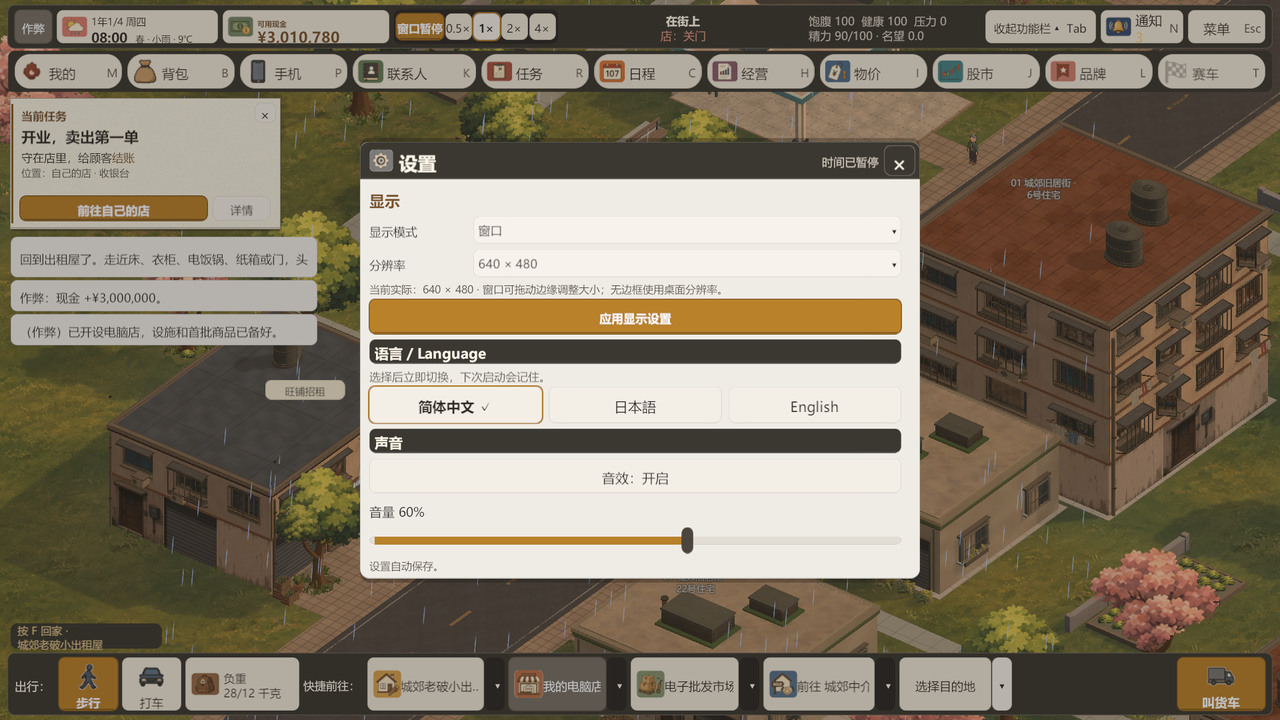 作弊
1年1/4 周四
08:00 春·小雨·9℃
可用现金
¥3,010,780
窗口暂停 0.5× 1× 2× 4×
在街上
店：关门
饱腹 100 健康 100 压力 0
精力 90/100 · 名望 0.0
收起功能栏▴ Tab
通知
3
N
菜单 Esc
我的 M
背包 B
手机 P
联系人 K
任务 R
107 日程 C
经营 H
物价 I
股市 J
品牌 L
赛车 T
当前任务
×
开业，卖出第一单
守在店里，给顾客结账
位置：自己的店 · 收银台
前往自己的店
详情
回到出租屋了。走近床、衣柜、电饭锅、纸箱或门，头
作弊：现金 +¥3,000,000。
（作弊）已开设电脑店，设施和首批商品已备好。
旺铺招租
01 城郊旧居街 ·
6号住宅
设置
时间已暂停
×
显示
显示模式
窗口
分辨率
640 × 480
当前实际：640 × 480 · 窗口可拖动边缘调整大小；无边框使用桌面分辨率。
应用显示设置
语言 / Language
选择后立即切换，下次启动会记住。
简体中文 ✓
日本語
English
声音
音效：开启
音量 60%
设置自动保存。
22号住宅
按 F 回家 ·
城郊老破小出租屋
出行：
步行
打车
负重
28/12 千克
快捷前往：
城郊老破小出..
我的电脑店
电子批发市场
前往 城郊中介
选择目的地
叫货车